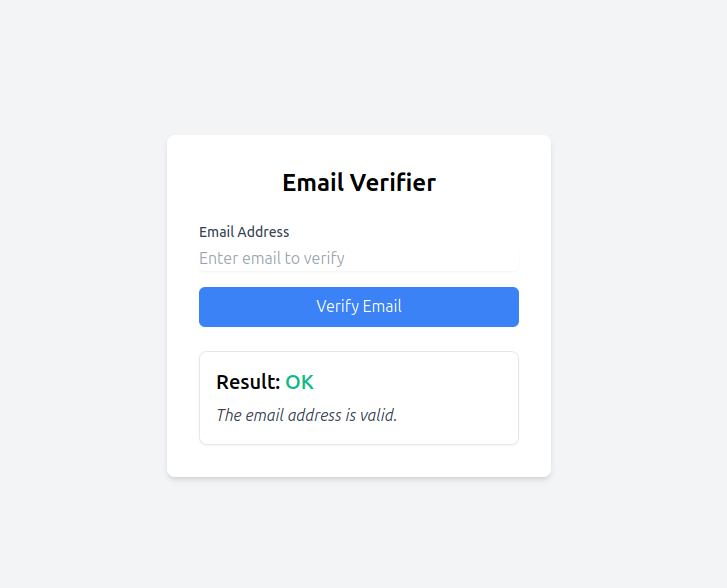 Email Verifier
Email Address
Enter email to verify
Verify Email
Result: OK
The email address is valid.